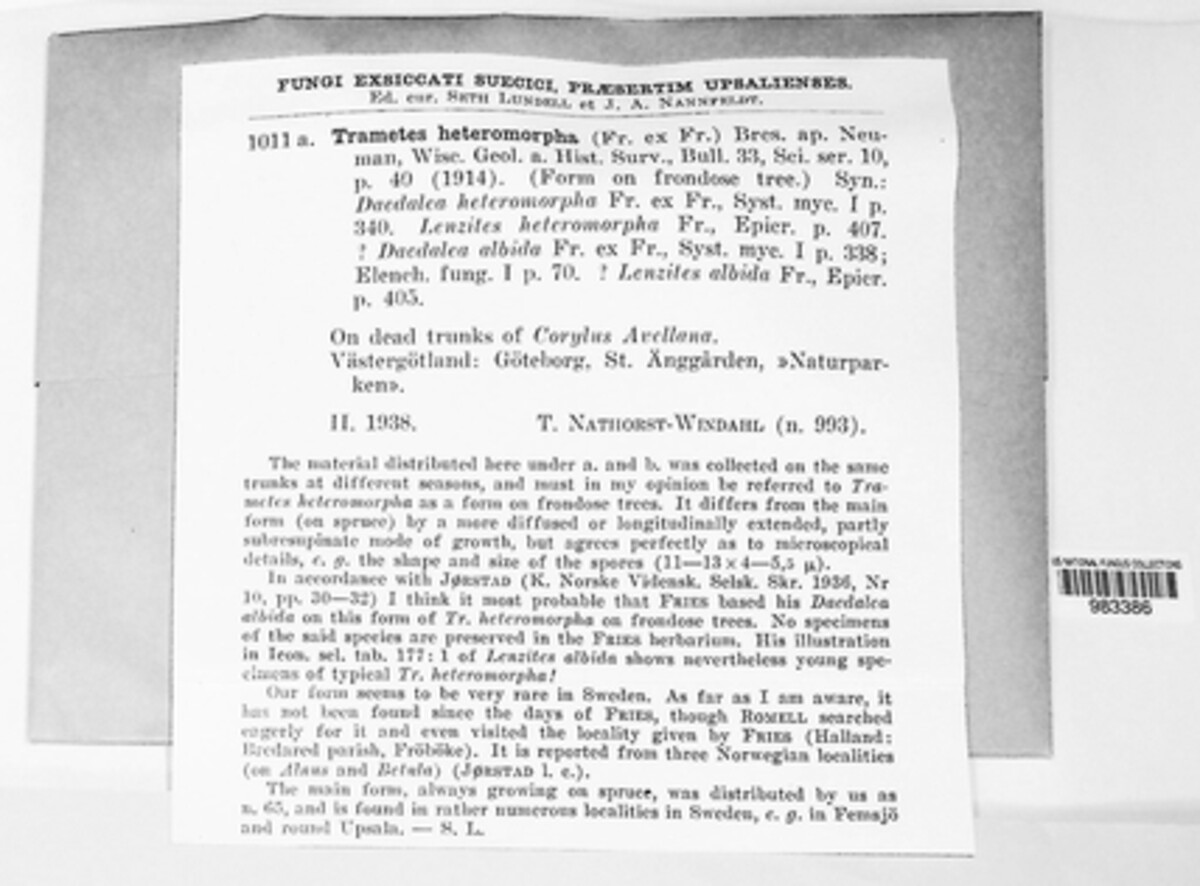 FUNGI EXSICCATI SUECICI, PRÆSERTIM UPSALIENSES.
Ed. cur. SETH LUNDELL et J. A. NANNFELDT.
1011 a. Trametes heteromorpha (Fr. ex Fr.) Bres. ap. Neu-
man, Wisc. Geol. a. Hist. Surv., Bull. 33, Sci. ser. 10,
p. 40 (1914). (Form on frondose tree.) Syn.:
Daedalea heteromorpha Fr. ex Fr., Syst. myc. I p.
340. Lenzites heteromorpha Fr., Epicr. p. 407.
? Daedalea albida Fr. ex Fr., Syst. myc. I p. 338;
Elench. fung. I p. 70. ? Lenzites albida Fr., Epicr.
p. 405.
On dead trunks of Corylus Avellana.
Västergötland: Göteborg, St. Änggården, »Naturpar-
ken».
II. 1938. T. NATHORST-WINDAHL (n. 993).
The material distributed here under a. and b. was collected on the same
trunks at different seasons, and must in my opinion be referred to Tra-
metes heteromorpha as a form on frondose trees. It differs from the main
form (on spruce) by a more diffused or longitudinally extended, partly
subresupinate mode of growth, but agrees perfectly as to microscopical
details, e. g. the shape and size of the spores (11—13 × 4—5,5 µ).
In accordance with JØRSTAD (K. Norske Vidensk. Selsk. Skr. 1936, Nr
10, pp. 30—32) I think it most probable that FRIES based his Daedalea
albida on this form of Tr. heteromorpha on frondose trees. No specimens
of the said species are preserved in the FRIES herbarium. His illustration
in Icon. sel. tab. 177: 1 of Lenzites albida shows nevertheless young spe-
cimens of typical Tr. heteromorpha!
Our form seems to be very rare in Sweden. As far as I am aware, it
has not been found since the days of FRIES, though ROMELL searched
eagerly for it and even visited the locality given by FRIES (Halland:
Bredared parish, Fröböke). It is reported from three Norwegian localities
(on Alnus and Betula) (JØRSTAD l. c.).
The main form, always growing on spruce, was distributed by us as
n. 65, and is found in rather numerous localities in Sweden, e. g. in Femsjö
and round Upsala. — S. L.
US NATIONAL FUNGUS COLLECTIONS
983386